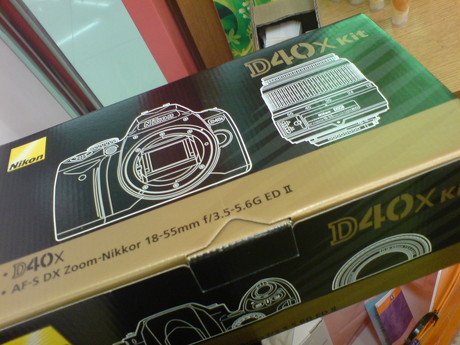 D40x Kit
Nikon
D40x
Nikon
• D40x
• AF-S DX Zoom-Nikkor 18-55mm f/3.5-5.6G ED II
D40x Kit